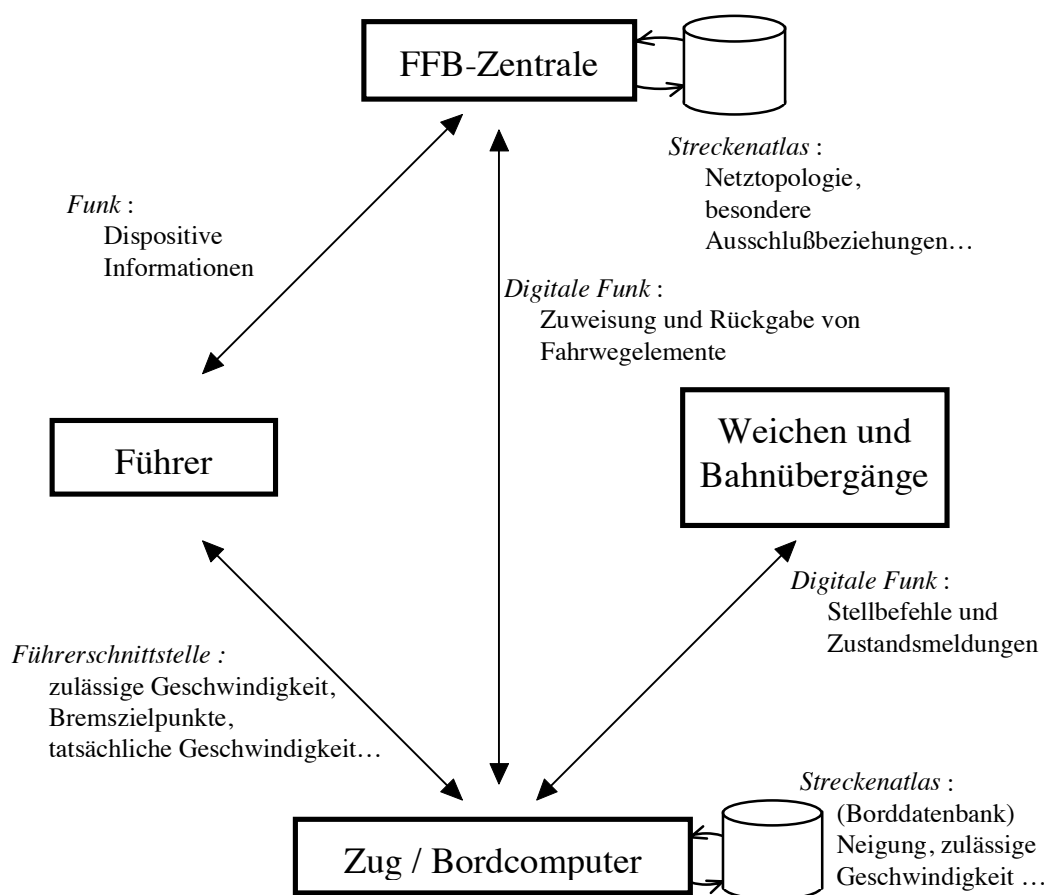 FFB-Zentrale
Streckenatlas :
Netztopologie,
besondere
Ausschlußbeziehungen…
Funk :
Dispositive
Informationen
Digitale Funk :
Zuweisung und Rückgabe von
Fahrwegelemente
Führer
Weichen und
Bahnübergänge
Digitale Funk :
Stellbefehle und
Zustandsmeldungen
Führerschnittstelle :
zulässige Geschwindigkeit,
Bremszielpunkte,
tatsächliche Geschwindigkeit…
Zug / Bordcomputer
Streckenatlas :
(Borddatenbank)
Neigung, zulässige
Geschwindigkeit …